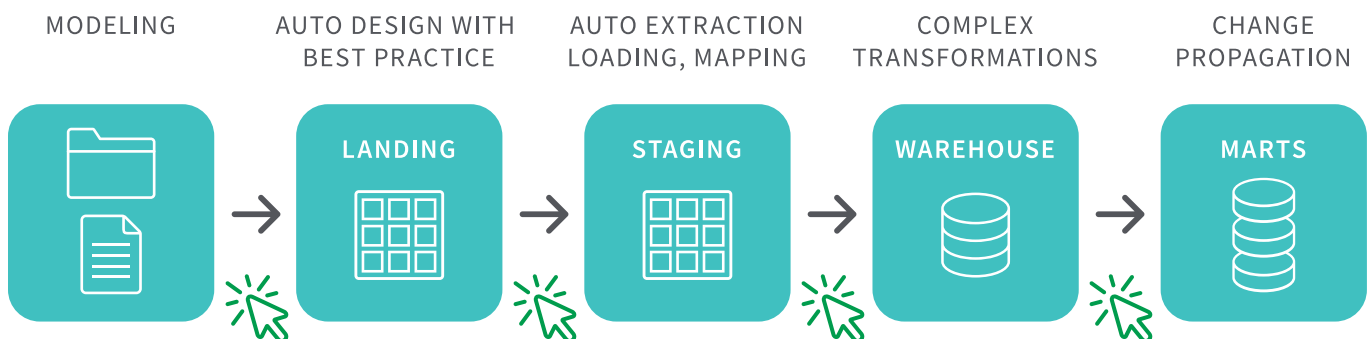 MODELING
AUTO DESIGN WITH
BEST PRACTICE
AUTO EXTRACTION
LOADING, MAPPING
COMPLEX
TRANSFORMATIONS
CHANGE
PROPAGATION
LANDING
STAGING
WAREHOUSE
MARTS